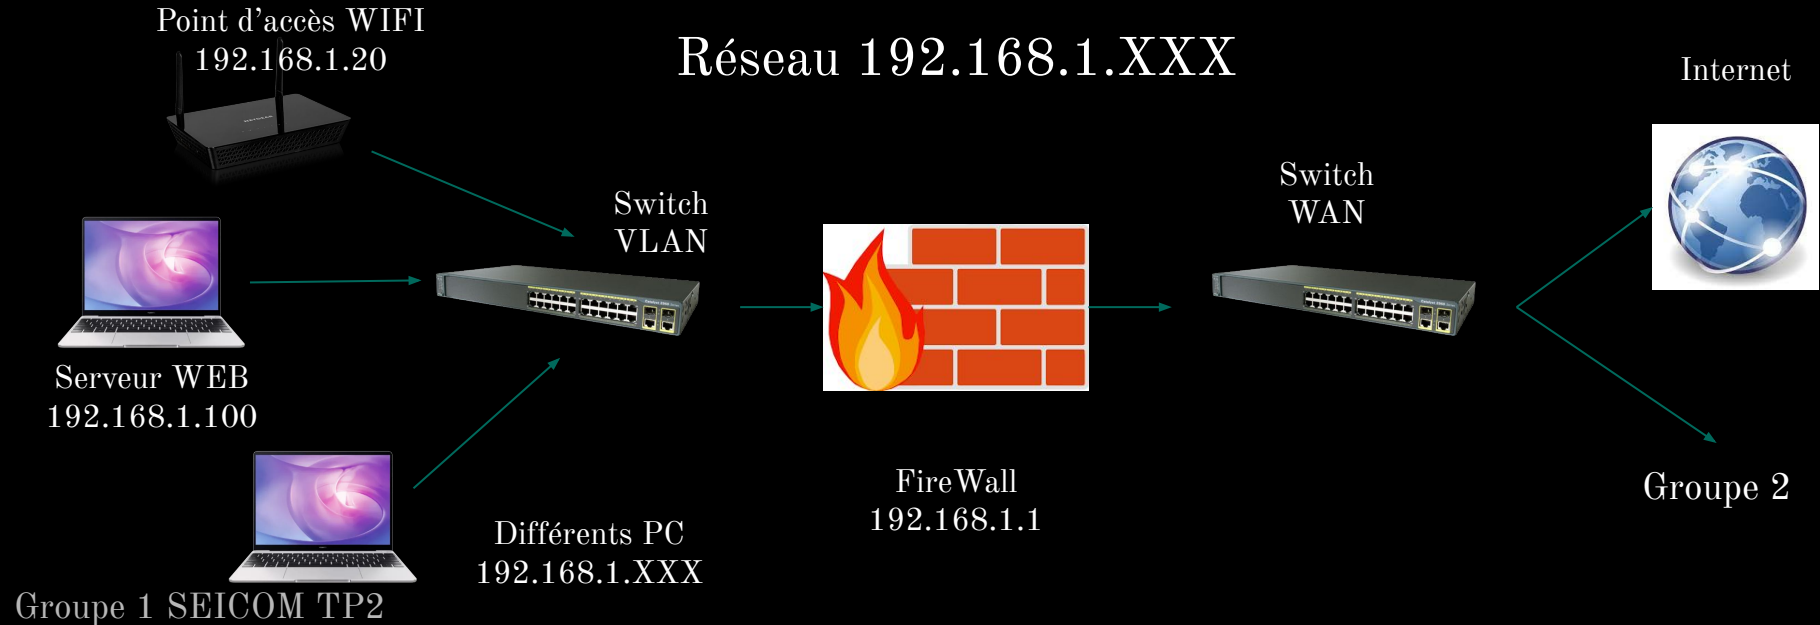 Point d'accès WIFI
192.168.1.20
Réseau 192.168.1.XXX
Internet
Switch
WAN
Switch
VLAN
Serveur WEB
192.168.1.100
FireWall
192.168.1.1
Groupe 2
Différents PC
192.168.1.XXX
Groupe 1 SEICOM TP2